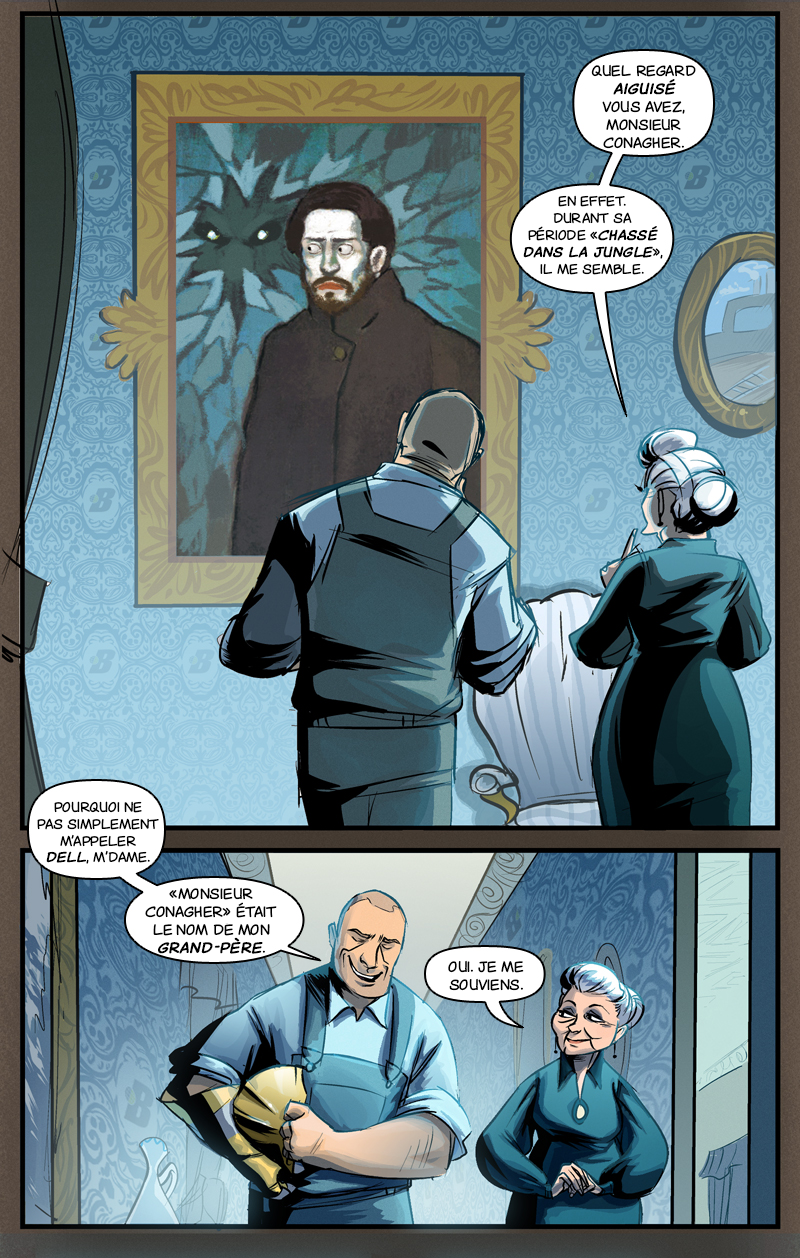 QUEL REGARD
AIGUISÉ
VOUS AVEZ,
MONSIEUR
CONAGHER.
EN EFFET.
DURANT SA
PÉRIODE «CHASSÉ
DANS LA JUNGLE»,
IL ME SEMBLE.
POURQUOI NE
PAS SIMPLEMENT
M'APPELER
DELL, M'DAME.
«MONSIEUR
CONAGHER» ÉTAIT
LE NOM DE MON
GRAND-PÈRE.
OUI. JE ME
SOUVIENS.